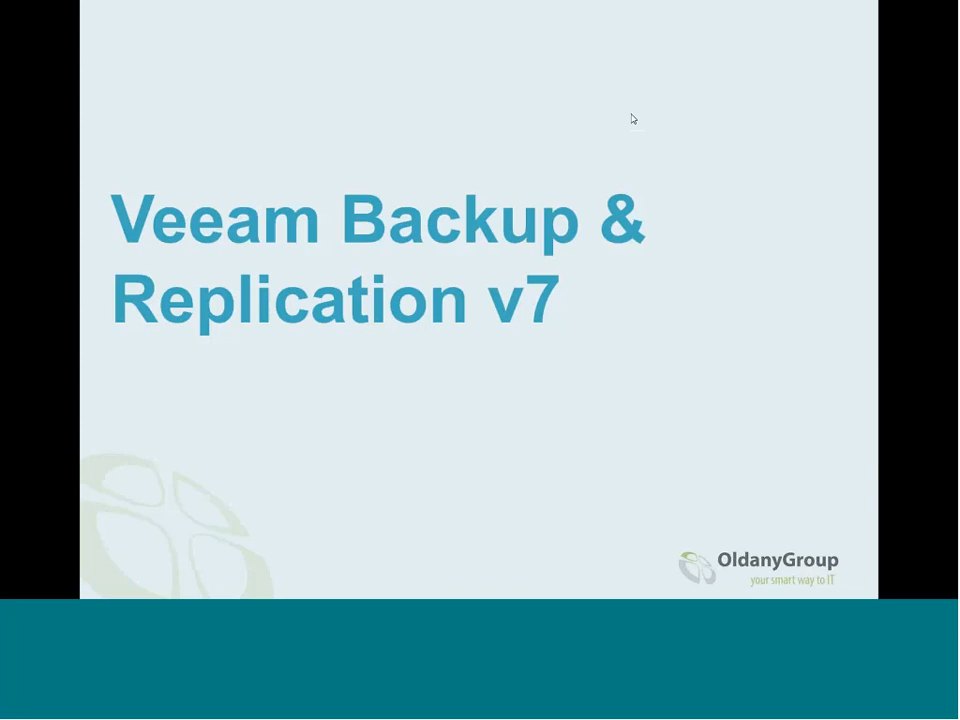 Veeam Backup &
Replication v7
OldanyGroup
your smart way to IT